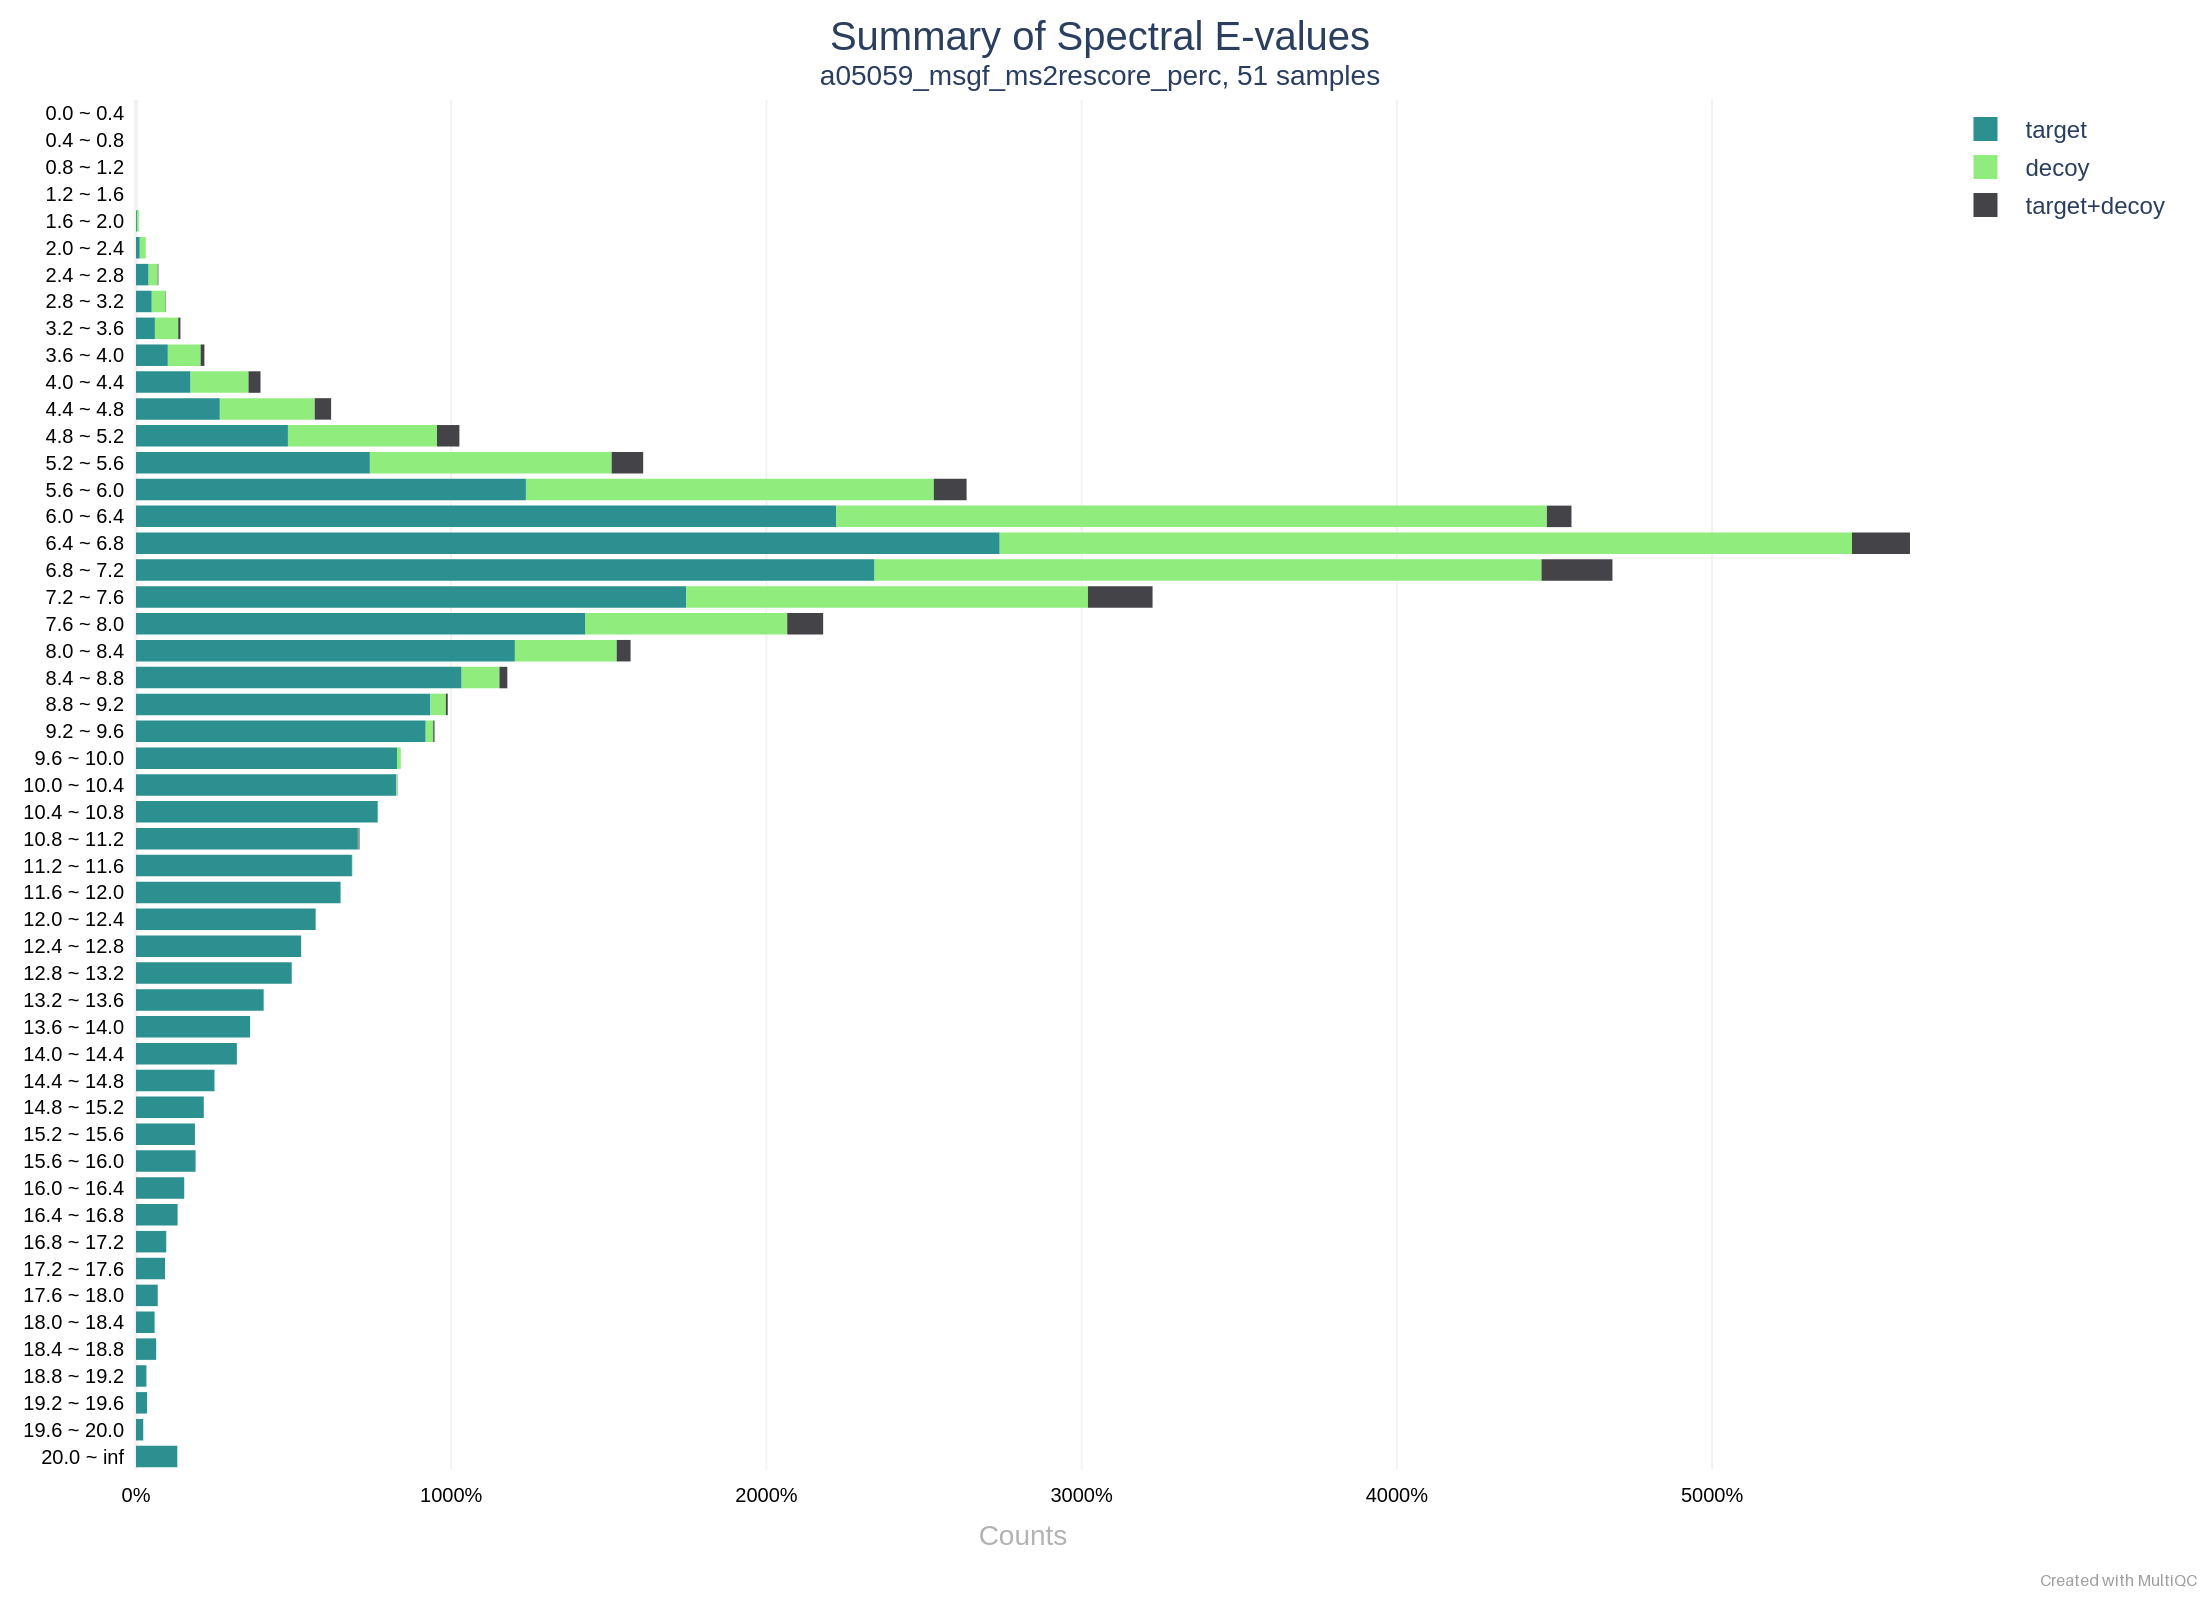 Summary of Spectral E-values
a05059_msgf_ms2rescore_perc, 51 samples
target
decoy
target+decoy
0.0 ~ 0.4
0.4 ~ 0.8
0.8 ~ 1.2
1.2 ~ 1.6
1.6 ~ 2.0
2.0 ~ 2.4
2.4 ~ 2.8
2.8 ~ 3.2
3.2 ~ 3.6
3.6 ~ 4.0
4.0 ~ 4.4
4.4 ~ 4.8
4.8 ~ 5.2
5.2 ~ 5.6
5.6 ~ 6.0
6.0 ~ 6.4
6.4 ~ 6.8
6.8 ~ 7.2
7.2 ~ 7.6
7.6 ~ 8.0
8.0 ~ 8.4
8.4 ~ 8.8
8.8 ~ 9.2
9.2 ~ 9.6
9.6 ~ 10.0
10.0 ~ 10.4
10.4 ~ 10.8
10.8 ~ 11.2
11.2 ~ 11.6
11.6 ~ 12.0
12.0 ~ 12.4
12.4 ~ 12.8
12.8 ~ 13.2
13.2 ~ 13.6
13.6 ~ 14.0
14.0 ~ 14.4
14.4 ~ 14.8
14.8 ~ 15.2
15.2 ~ 15.6
15.6 ~ 16.0
16.0 ~ 16.4
16.4 ~ 16.8
16.8 ~ 17.2
17.2 ~ 17.6
17.6 ~ 18.0
18.0 ~ 18.4
18.4 ~ 18.8
18.8 ~ 19.2
19.2 ~ 19.6
19.6 ~ 20.0
20.0 ~ inf
0% 1000% 2000% 3000% 4000% 5000%
Counts
Created with MultiQC